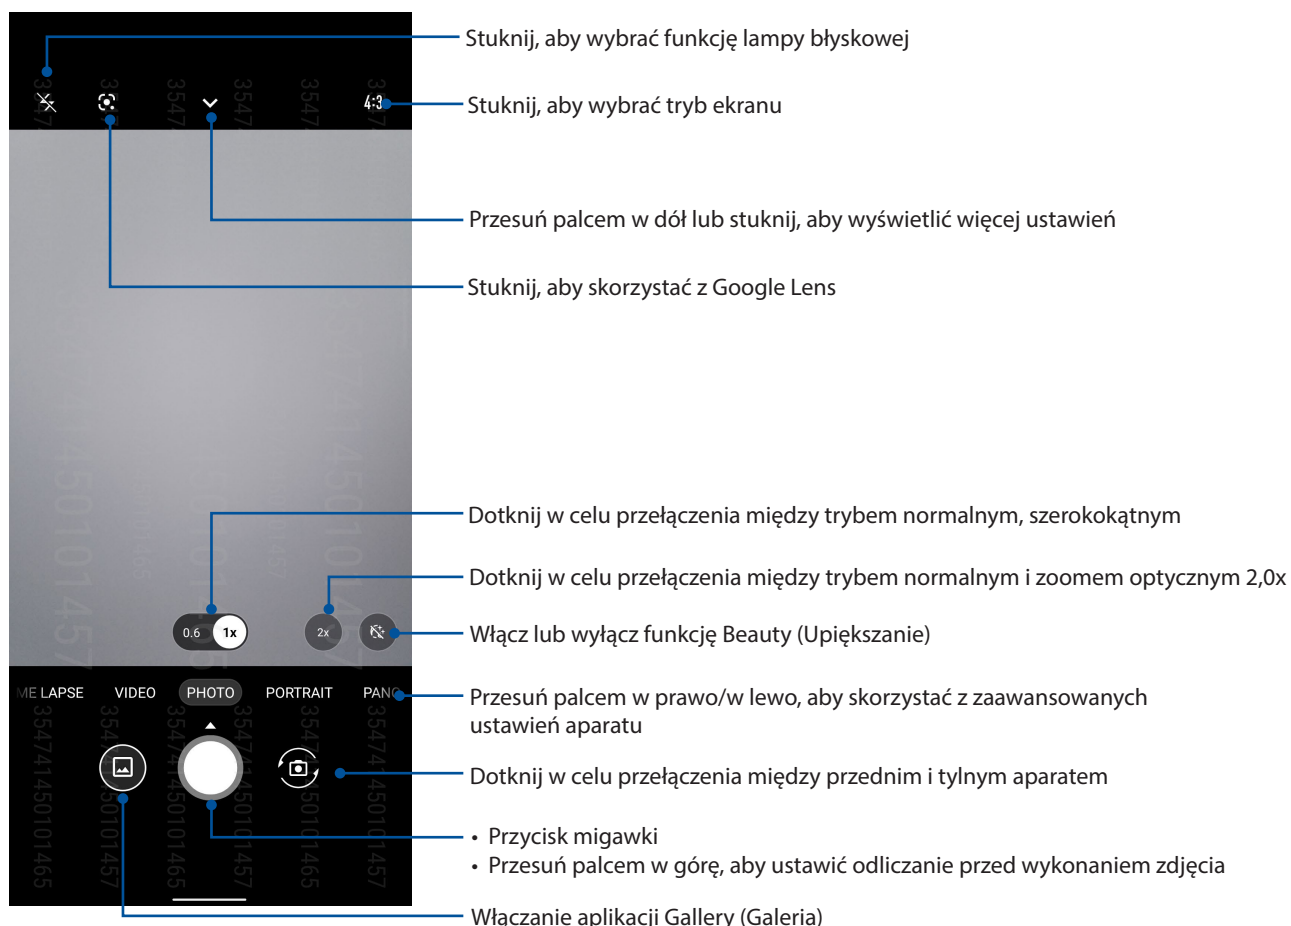 Stuknij, aby wybrać funkcję lampy błyskowej
4:3
Stuknij, aby wybrać tryb ekranu
Przesuń palcem w dół lub stuknij, aby wyświetlić więcej ustawień
Stuknij, aby skorzystać z Google Lens
Dotknij w celu przełączenia między trybem normalnym, szerokokątnym
Dotknij w celu przełączenia między trybem normalnym i zoomem optycznym 2,0x
0.6 1x 2x
Włącz lub wyłącz funkcję Beauty (Upiększanie)
ME LAPSE VIDEO PHOTO PORTRAIT PANO
Przesuń palcem w prawo/w lewo, aby skorzystać z zaawansowanych
ustawień aparatu
Dotknij w celu przełączenia między przednim i tylnym aparatem
• Przycisk migawki
• Przesuń palcem w górę, aby ustawić odliczanie przed wykonaniem zdjęcia
Włączanie aplikacji Gallery (Galeria)